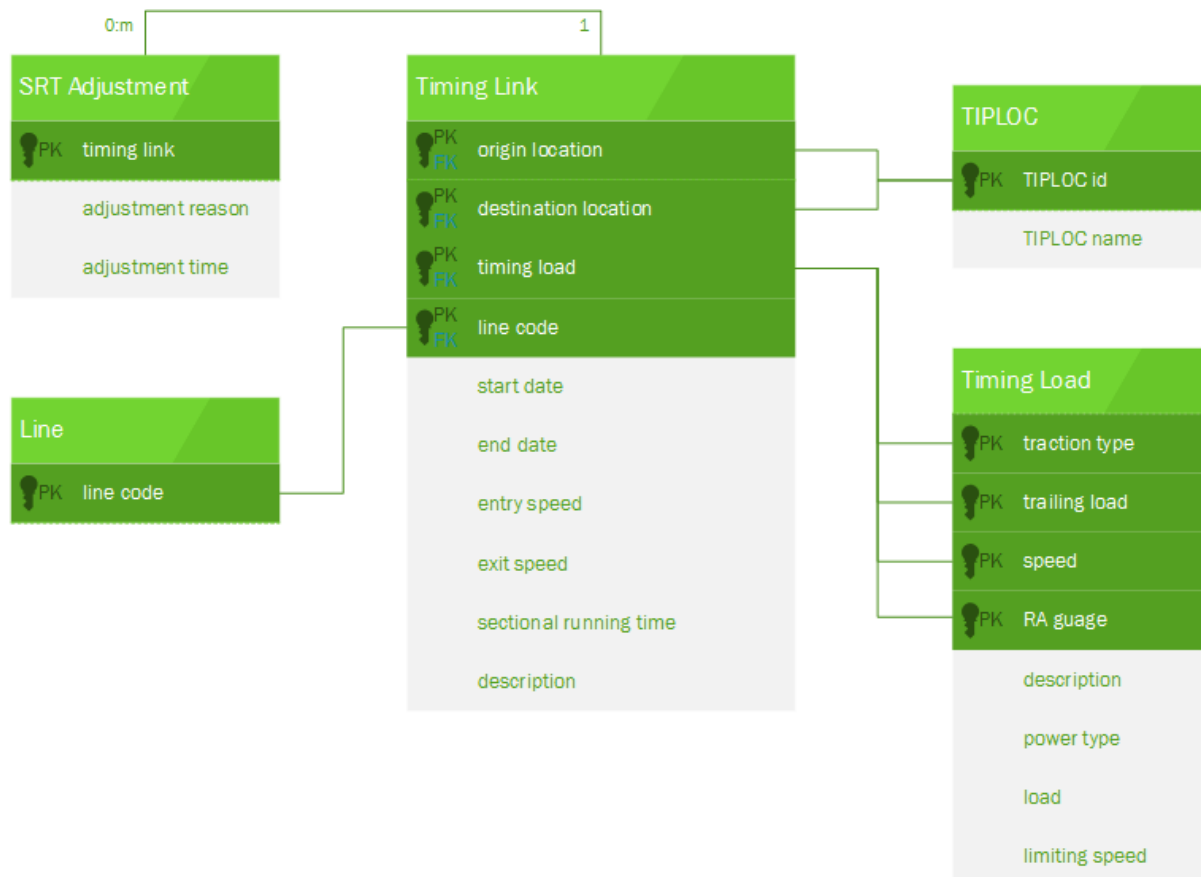 0:m
1
SRT Adjustment
PK timing link
adjustment reason
adjustment time
Line
PK line code
Timing Link
PK
FK
origin location
PK
FK
destination location
PK
FK
timing load
PK
FK
line code
start date
end date
entry speed
exit speed
sectional running time
description
TIPLOC
PK TIPLOC id
TIPLOC name
Timing Load
PK traction type
PK trailing load
PK speed
PK RA guage
description
power type
load
limiting speed